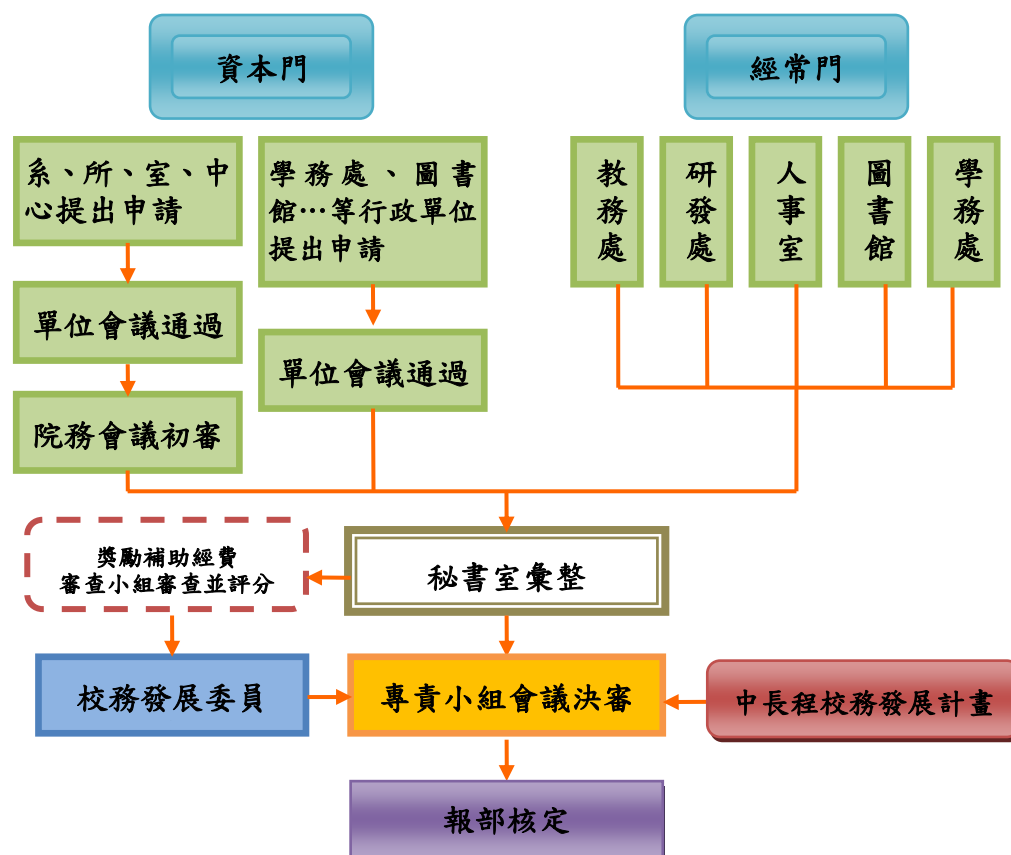 資本門
經常門
系、所、室、中
心提出申請
學務處、圖書
館…等行政單位
提出申請
教務處
研發處
人事室
圖書館
學務處
單位會議通過
單位會議通過
院務會議初審
獎勵補助經費
審查小組審查並評分
秘書室彙整
校務發展委員
專責小組會議決審
中長程校務發展計畫
報部核定